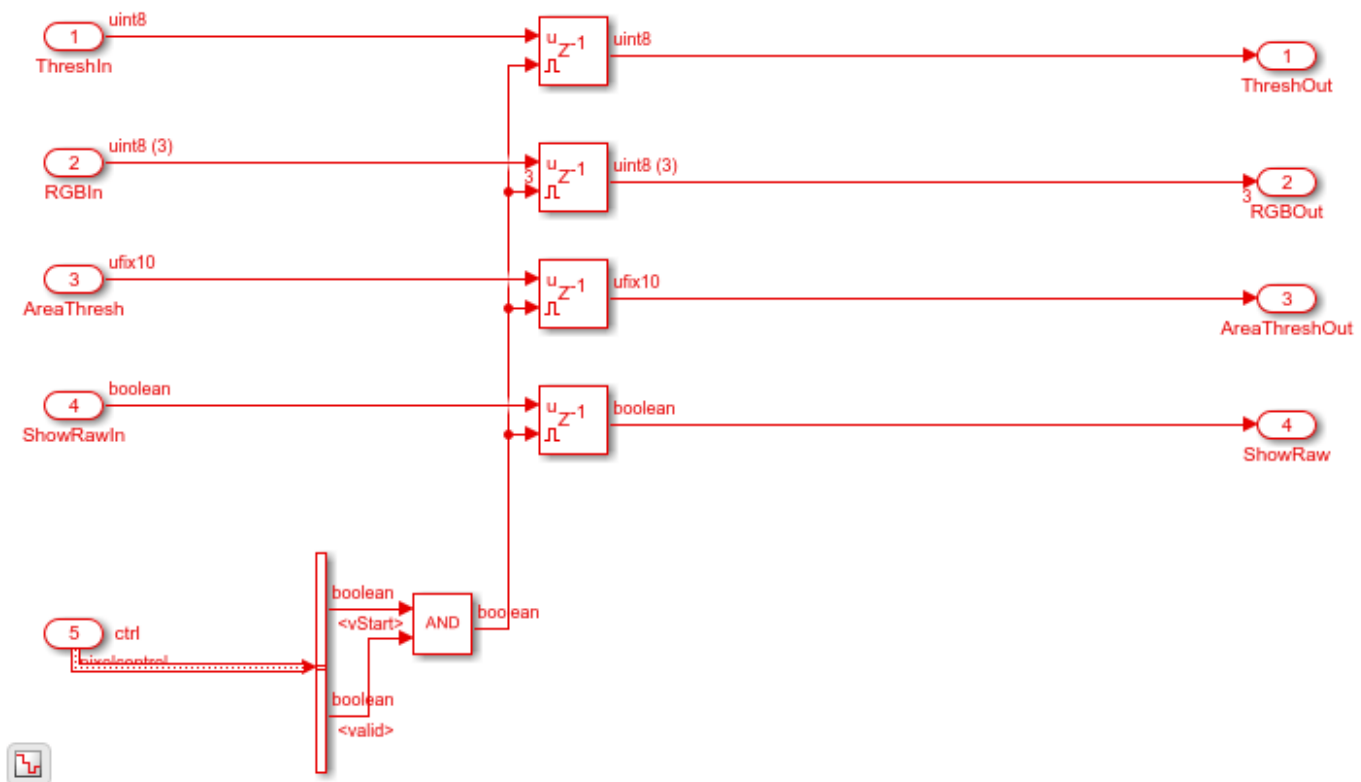 uint8
1
ThreshIn
u
Z-1
uint8
1
ThreshOut
uint8 (3)
2
RGBIn
3
u
Z-1
uint8 (3)
3
2
RGBOut
ufix10
3
AreaThresh
u
Z-1
ufix10
3
AreaThreshOut
boolean
4
ShowRawIn
u
Z-1
boolean
4
ShowRaw
5
ctrl
pixelcontrol
boolean
<vStart>
AND
boolean
boolean
<valid>